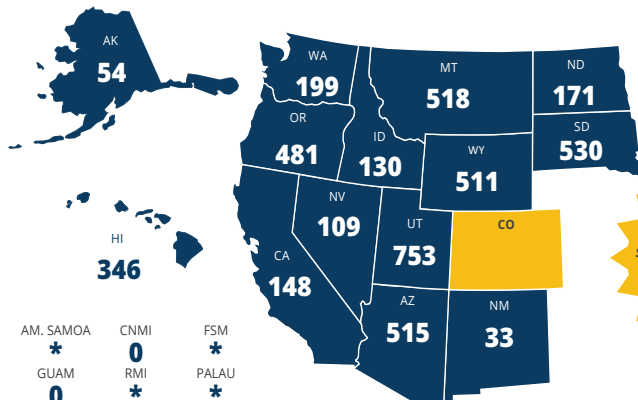 AK
54
WA
199
MT
518
ND
171
OR
481
ID
130
SD
530
WY
511
NV
109
UT
753
CO
CA
148
AZ
515
NM
33
HI
346
AM. SAMOA
*
CNMI
0
FSM
*
GUAM
0
RMI
*
PALAU
*